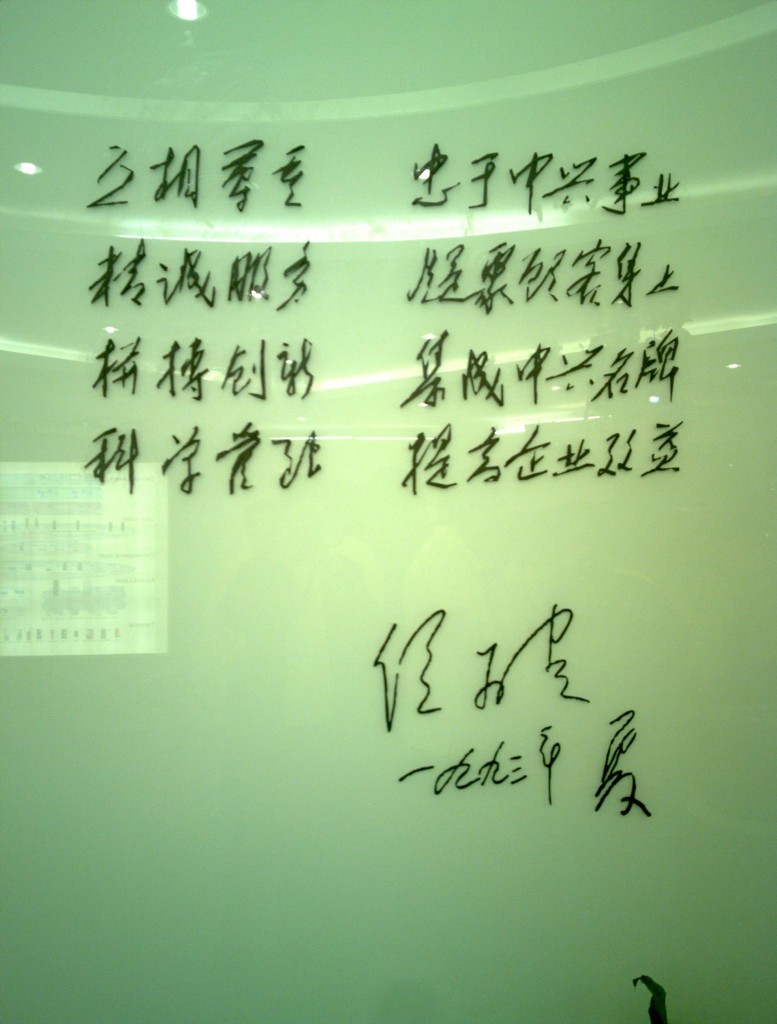 互相尊重 忠于中兴事业
精诚服务 凝聚顾客身上
拼搏创新 集成中兴名牌
科学管理 提高企业效益
侯为贵
一九九三年 夏